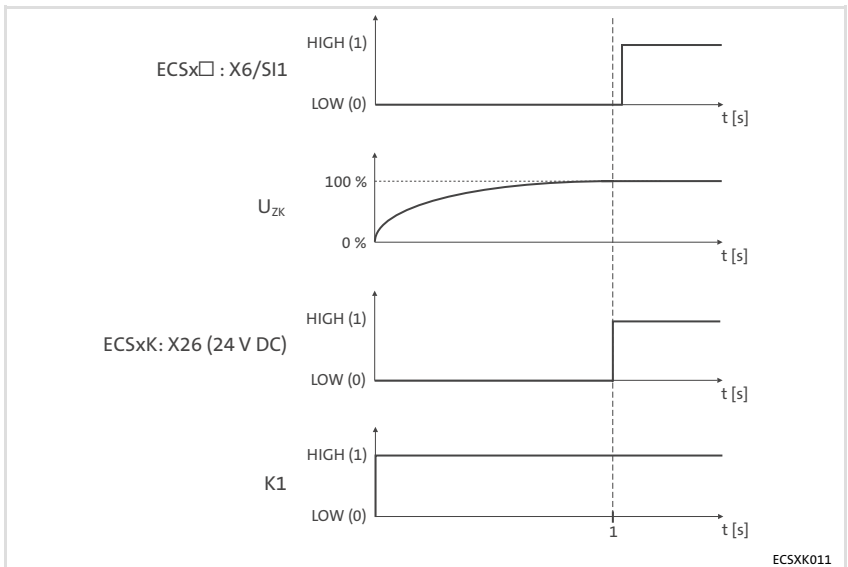 HIGH (1)
ECSx□ : X6/SI1
LOW (0)
t [s]
100 %
U_ZK
0 %
t [s]
HIGH (1)
ECSxK: X26 (24 V DC)
LOW (0)
t [s]
HIGH (1)
K1
LOW (0)
1
t [s]
ECSXK011